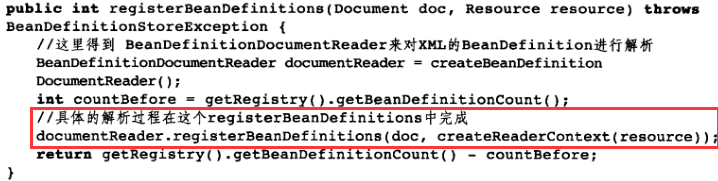 public int registerBeanDefinitions(Document doc, Resource resource) throws
BeanDefinitionStoreException {
//这里得到 BeanDefinitionDocumentReader来对XML的BeanDefinition进行解析
BeanDefinitionDocumentReader documentReader = createBeanDefinition
DocumentReader();
int countBefore = getRegistry().getBeanDefinitionCount();
//具体的解析过程在这个registerBeanDefinitions中完成
documentReader.registerBeanDefinitions(doc, createReaderContext(resource));
return getRegistry().getBeanDefinitionCount() - countBefore;
}